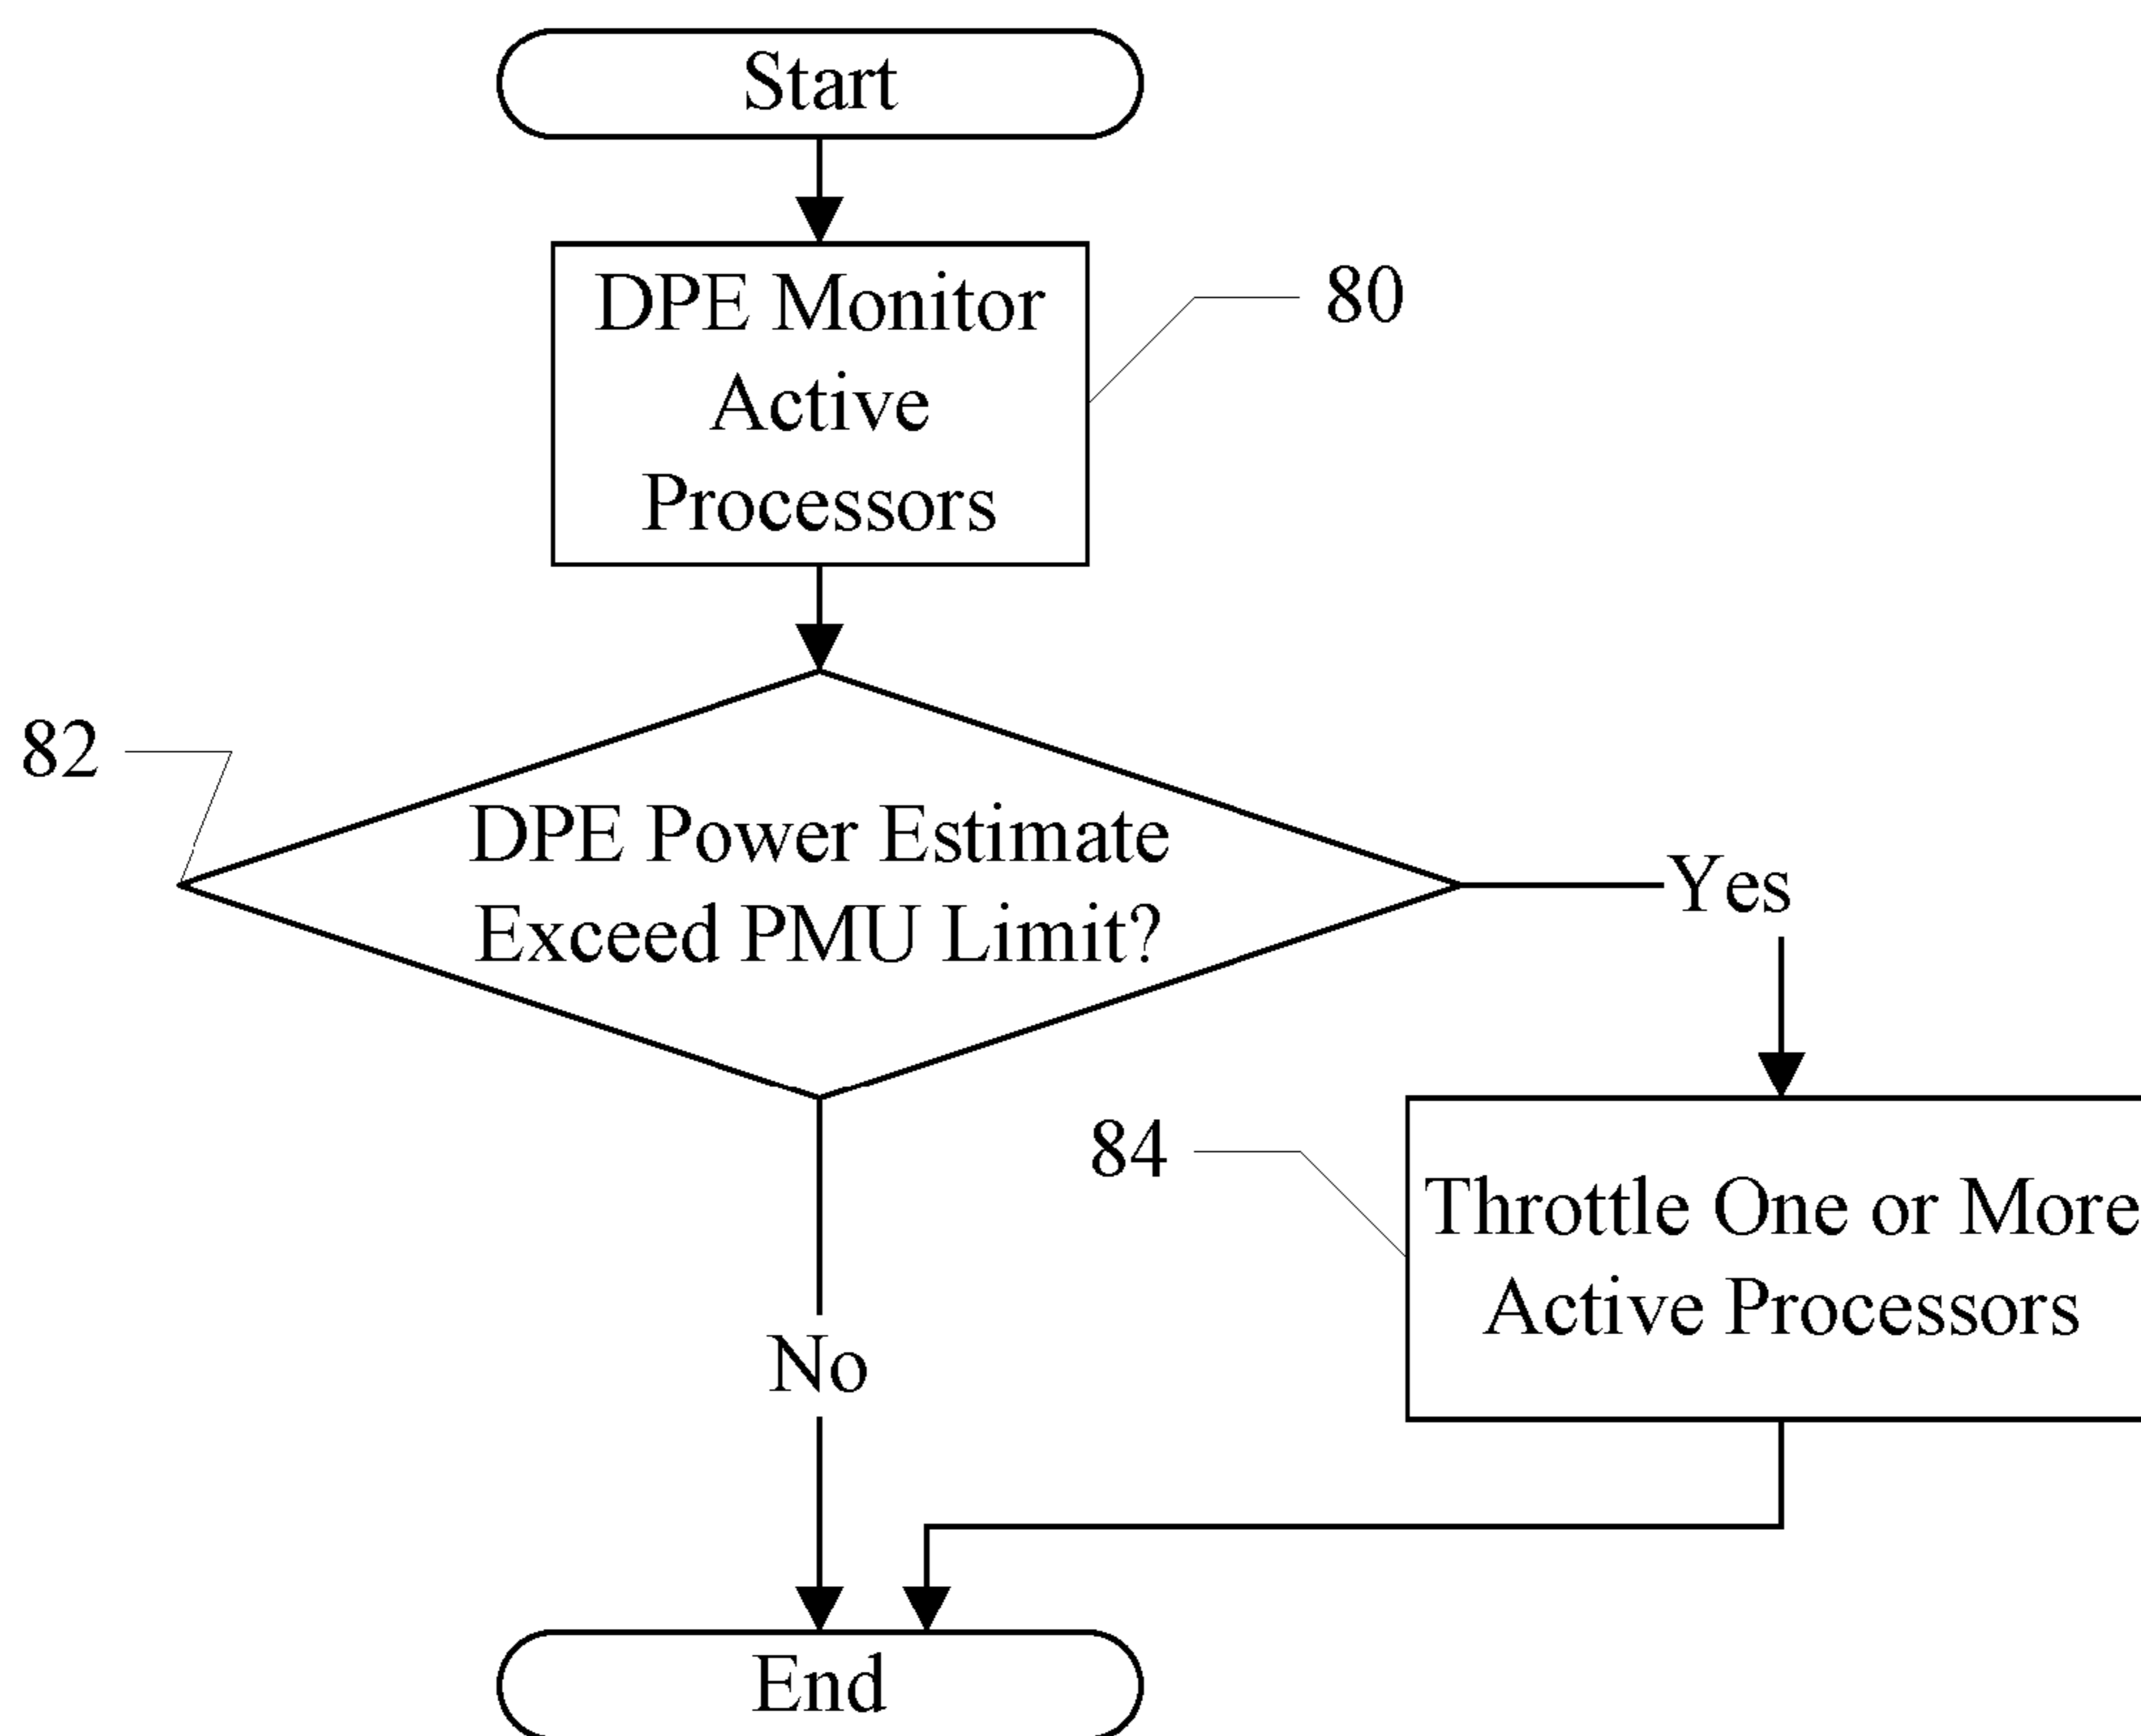 Start
DPE Monitor
Active
Processors
80
82
DPE Power Estimate
Exceed PMU Limit?
Yes
84
Throttle One or More
Active Processors
No
End